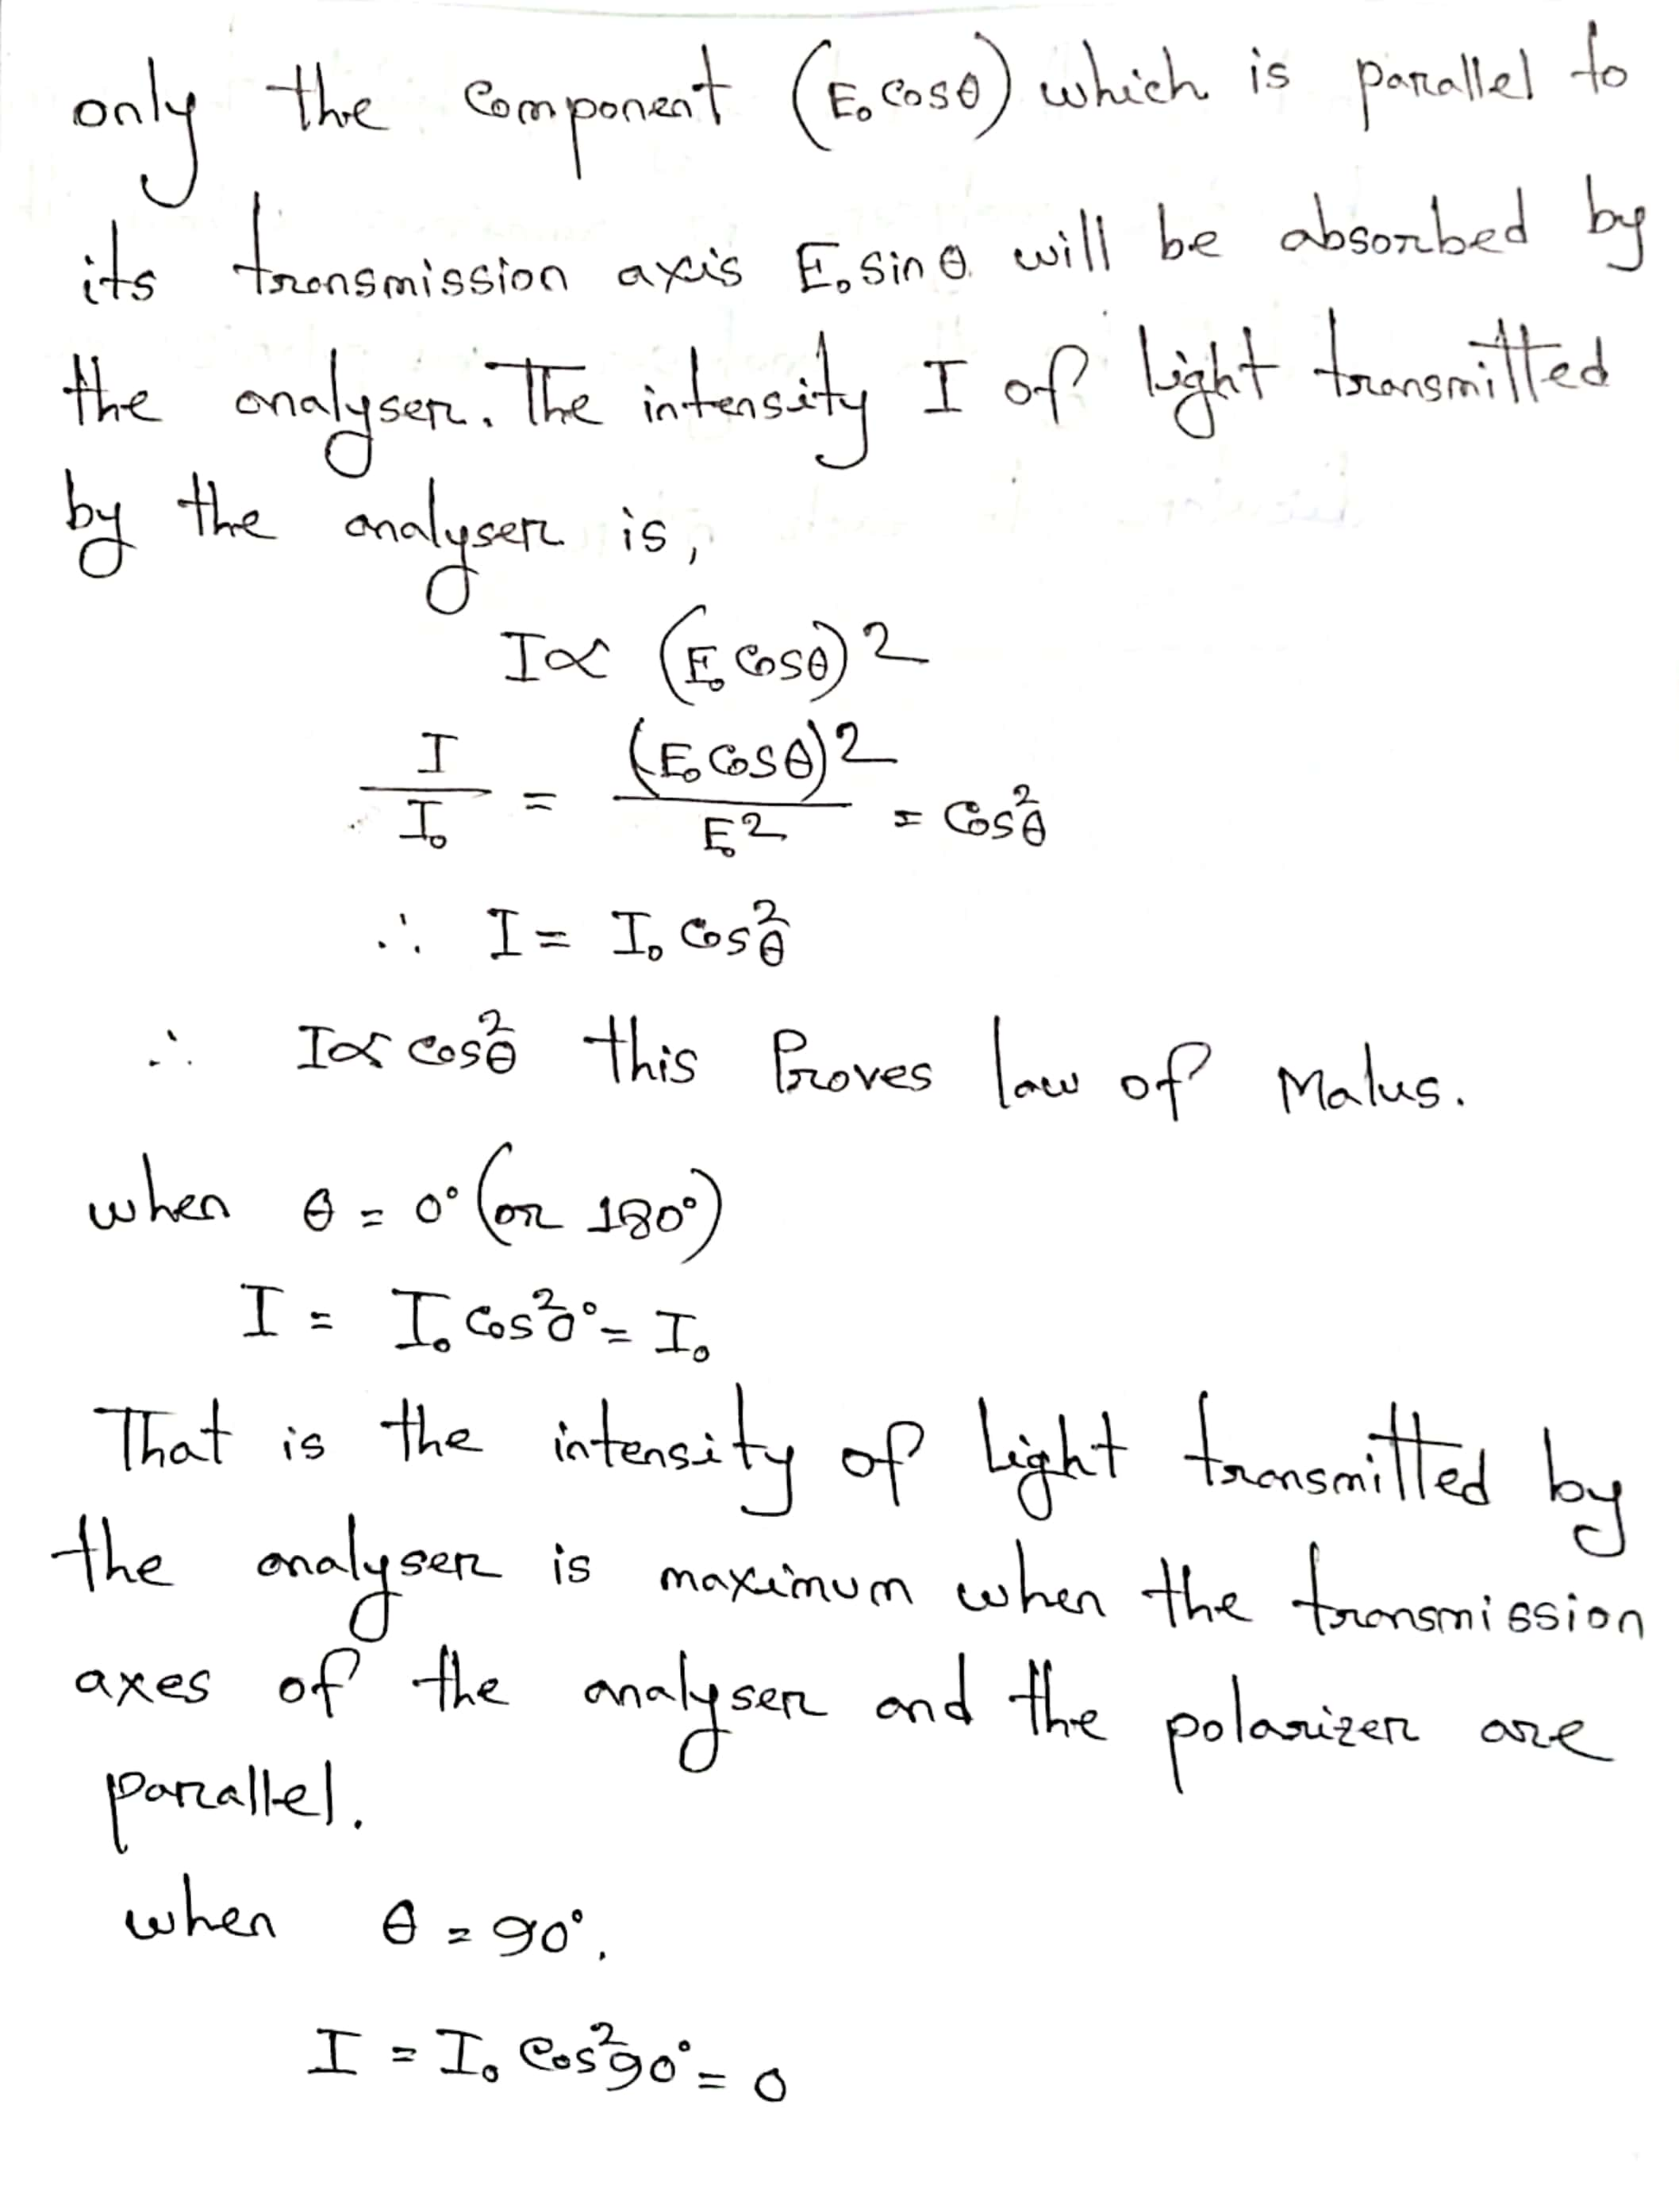 only the component (E₀ cosθ) which is parallel to
its transmission axis E₀ sinθ will be absorbed by
the analyser. The intensity I of light transmitted
by the analyser is,
I ∝ (E₀ cosθ)²
I/I₀ = (E₀ cosθ)²/E₀² = cos²θ
∴ I = I₀ cos²θ
∴ I ∝ cos²θ this Proves law of Malus.
when θ = 0° (or 180°)
I = I₀ cos²0° = I₀
That is the intensity of light transmitted by
the analyser is maximum when the transmission
axes of the analyser and the polarizer are
parallel.
when θ = 90°.
I = I₀ cos²90° = 0